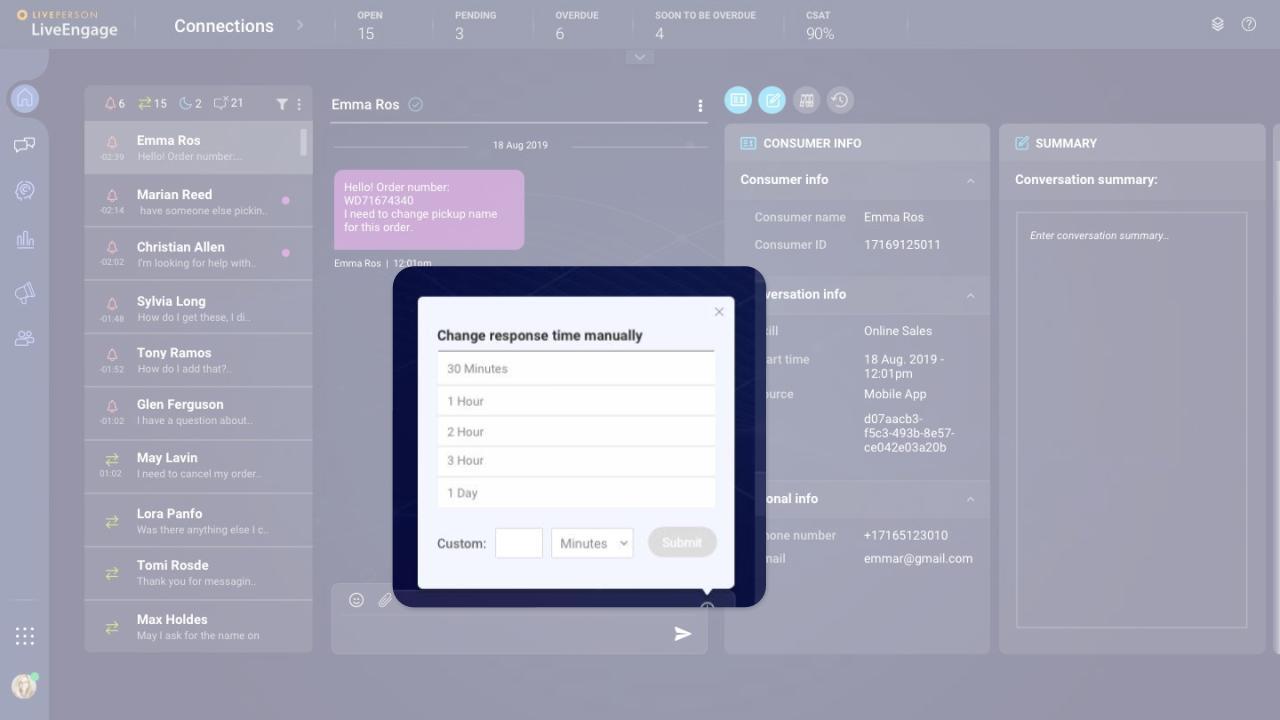 LIVEPERSON
LiveEngage
Connections
OPEN
15
PENDING
3
OVERDUE
6
SOON TO BE OVERDUE
4
CSAT
90%
6 15 2 21
Emma Ros
-02:39
Hello! Order number:...
Marian Reed
-02:14
have someone else pickin..
Christian Allen
-02:02
I'm looking for help with..
Sylvia Long
-01:48
How do I get these, I di..
Tony Ramos
-01:52
How do I add that?..
Glen Ferguson
-01:02
I have a question about..
May Lavin
01:02
I need to cancel my order..
Lora Panfo
Was there anything else I c..
Tomi Rosde
Thank you for messagin..
Max Holdes
May I ask for the name on
Emma Ros
18 Aug 2019
Hello! Order number:
WD71674340
I need to change pickup name
for this order.
Emma Ros | 12:01pm
Change response time manually
30 Minutes
1 Hour
2 Hour
3 Hour
1 Day
Custom: Minutes Submit
CONSUMER INFO
Consumer info
Consumer name Emma Ros
Consumer ID 17169125011
versation info
kill Online Sales
art time 18 Aug. 2019 -
12:01pm
ource Mobile App
d07aacb3-
f5c3-493b-8e57-
ce042e03a20b
onal info
hone number +17165123010
mail emmar@gmail.com
SUMMARY
Conversation summary:
Enter conversation summary...